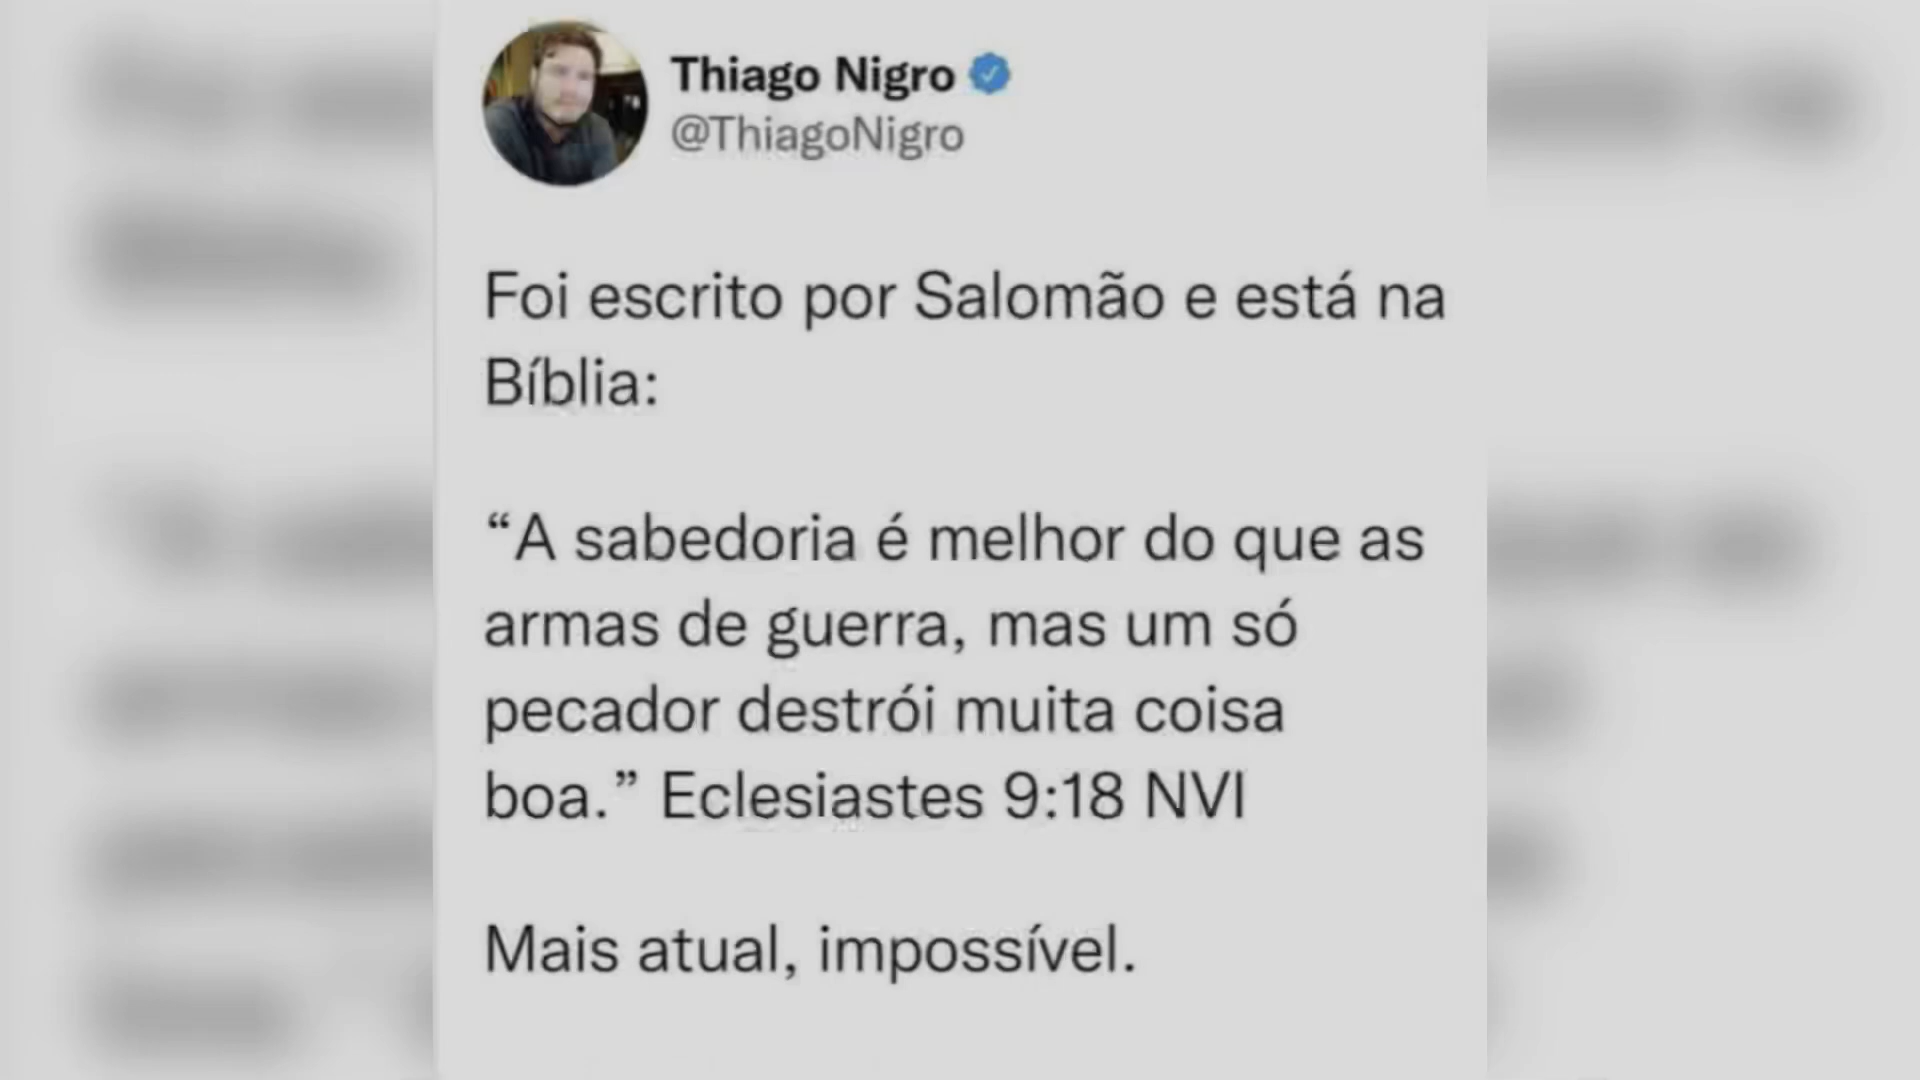 Thiago Nigro
@ThiagoNigro
Foi escrito por Salomão e está na
Bíblia:
“A sabedoria é melhor do que as
armas de guerra, mas um só
pecador destrói muita coisa
boa.” Eclesiastes 9:18 NVI
Mais atual, impossível.